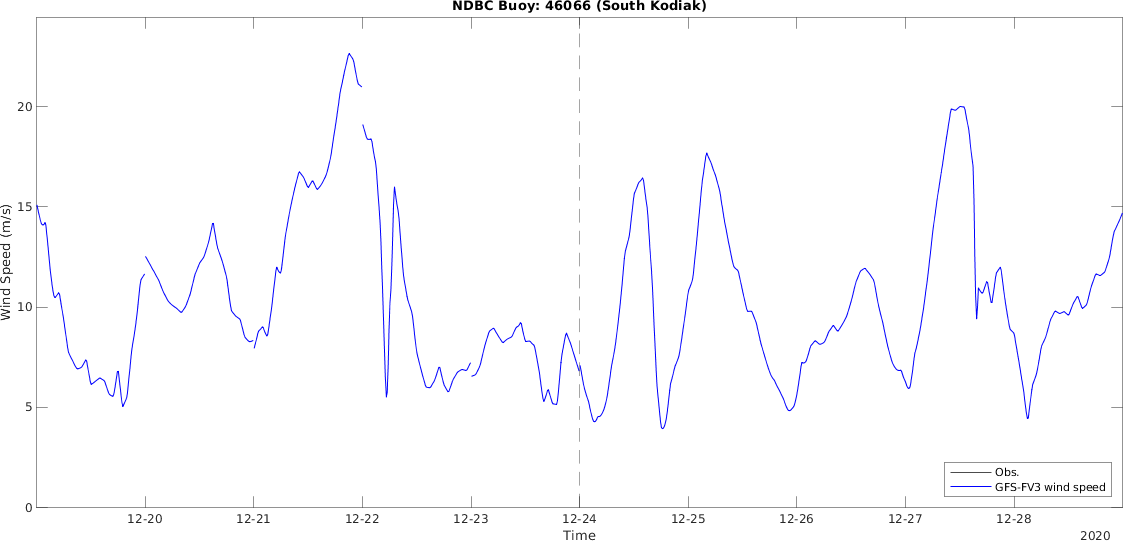 NDBC Buoy: 46066 (South Kodiak)
Wind Speed (m/s)
20
15
10
5
0
12-20 12-21 12-22 12-23 12-24 12-25 12-26 12-27 12-28
Time
2020
Obs.
GFS-FV3 wind speed